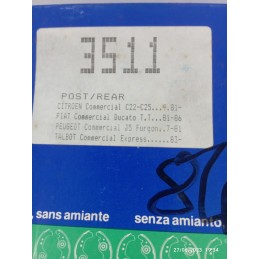 3511
POST/REAR
CITROEN Commercial C22-C25...9.81-
FIAT Commercial Ducato T.T..81-86
PEUGEOT Commercial J5 Furgon.7-81
TALBOT Commercial Express.....83-
, sans amiante senza amianto,